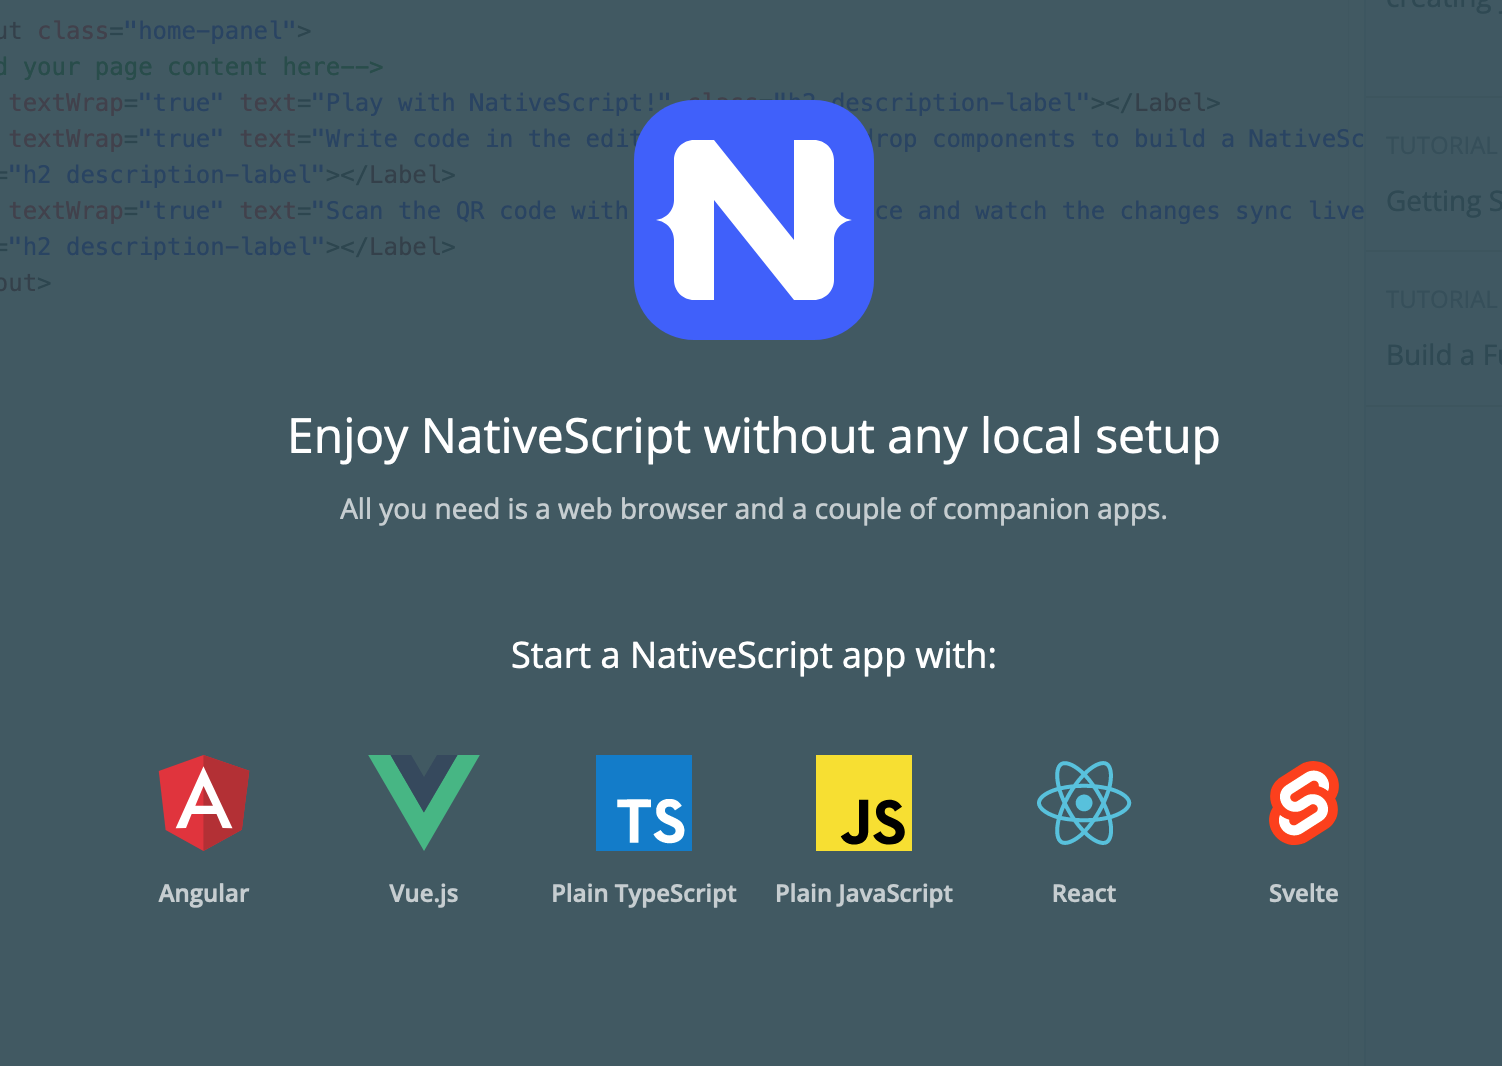 ut class="home-panel">
d your page content here-->
textWrap="true" text="Play with NativeScript!" description-label"></Label>
textWrap="true" text="Write code in the drop components to build a
="h2 description-label"></Label>
textWrap="true" text="Scan the QR code with and watch the changes sync live
="h2 description-label"></Label>
out>
creating
TUTORIAL
Getting
TUTORIAL
Build a
N
Enjoy NativeScript without any local setup
All you need is a web browser and a couple of companion apps.
Start a NativeScript app with:
TS
JS
Angular
Vue.js
Plain TypeScript
Plain JavaScript
React
Svelte